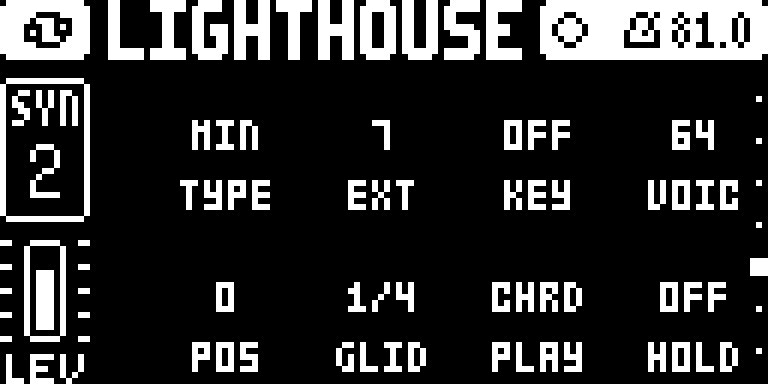 LIGHTHOUSE 81.0
SYN
2
MIN 7 OFF 64
TYPE EXT KEY VOIC
0 1/4 CHRD OFF
POS GLID PLAY HOLD
LEV